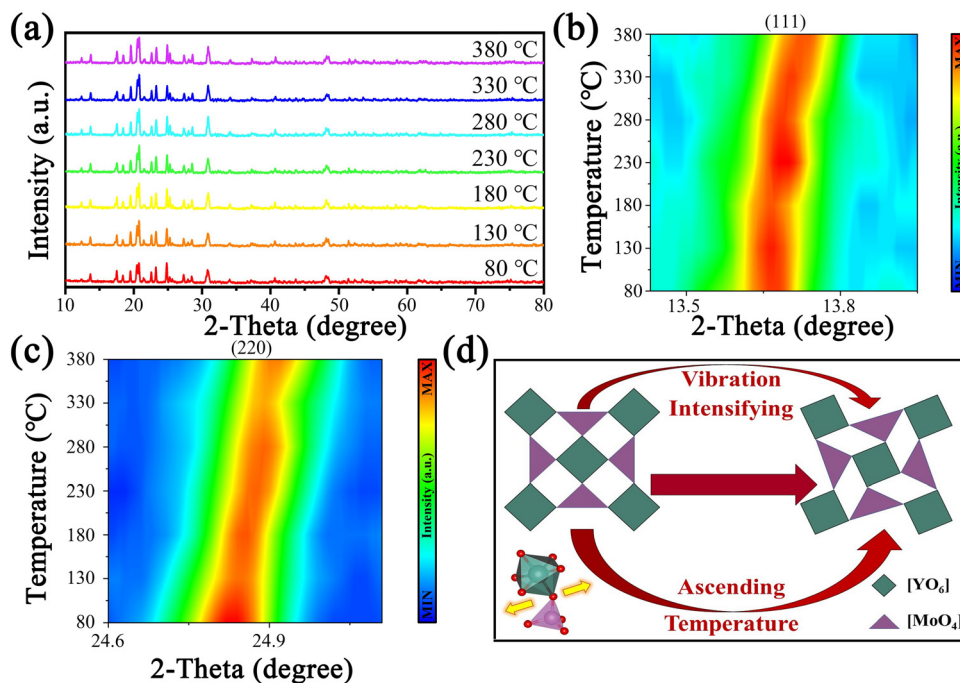 (a)
380 ℃
330 ℃
280 ℃
230 ℃
180 ℃
130 ℃
80 ℃
Intensity (a.u.)
10 20 30 40 50 60 70 80
2-Theta (degree)
(b)
(111)
380
330
280
230
180
130
80
Temperature (℃)
13.5 13.8
2-Theta (degree)
MAX
Intensity (a.u.)
MIN
(c)
(220)
380
330
280
230
180
130
80
Temperature (℃)
24.6 24.9
2-Theta (degree)
MAX
Intensity (a.u.)
MIN
(d)
Vibration
Intensifying
Ascending
Temperature
[YO₆]
[MoO₄]